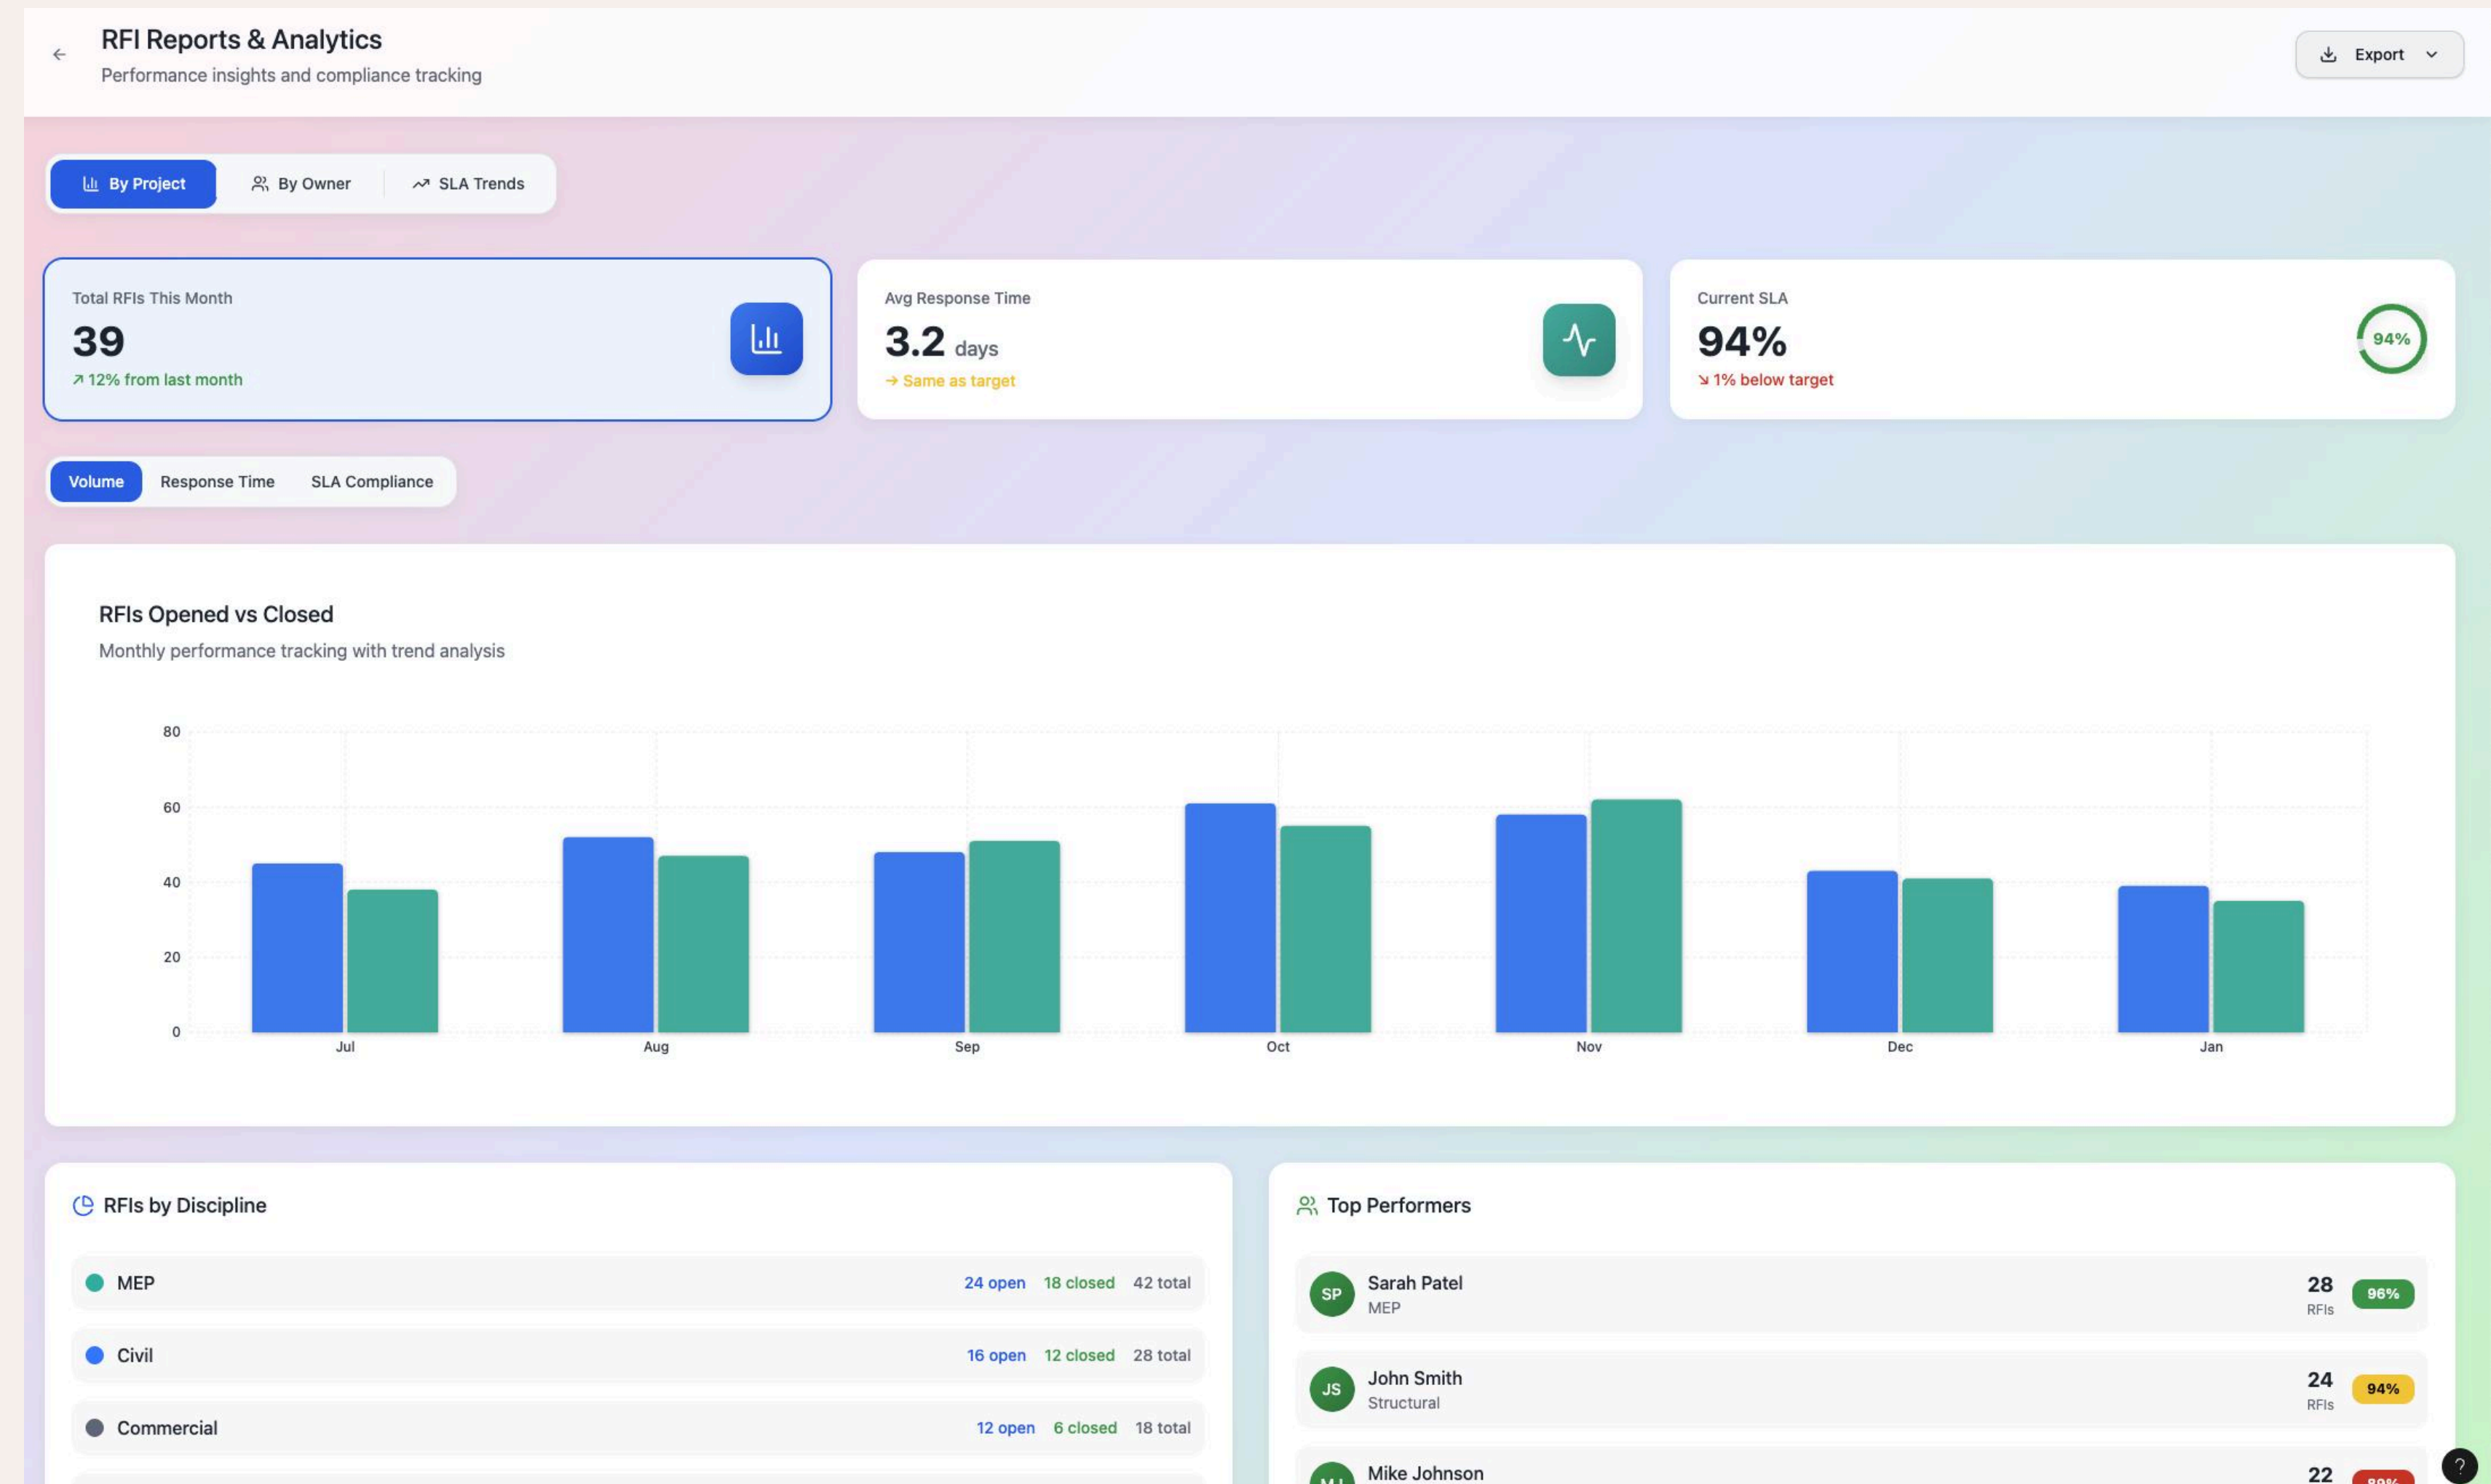 RFI Reports & Analytics
Performance insights and compliance tracking
Export
By Project
By Owner
SLA Trends
Total RFIs This Month
39
↗ 12% from last month
Avg Response Time
3.2 days
→ Same as target
Current SLA
94%
↘ 1% below target
94%
Volume
Response Time
SLA Compliance
RFIs Opened vs Closed
Monthly performance tracking with trend analysis
80
60
40
20
0
Jul Aug Sep Oct Nov Dec Jan
RFIs by Discipline
MEP 24 open 18 closed 42 total
Civil 16 open 12 closed 28 total
Commercial 12 open 6 closed 18 total
Top Performers
SP Sarah Patel 28 96%
MEP RFIs
JS John Smith 24 94%
Structural RFIs
MJ Mike Johnson 22 89%
?